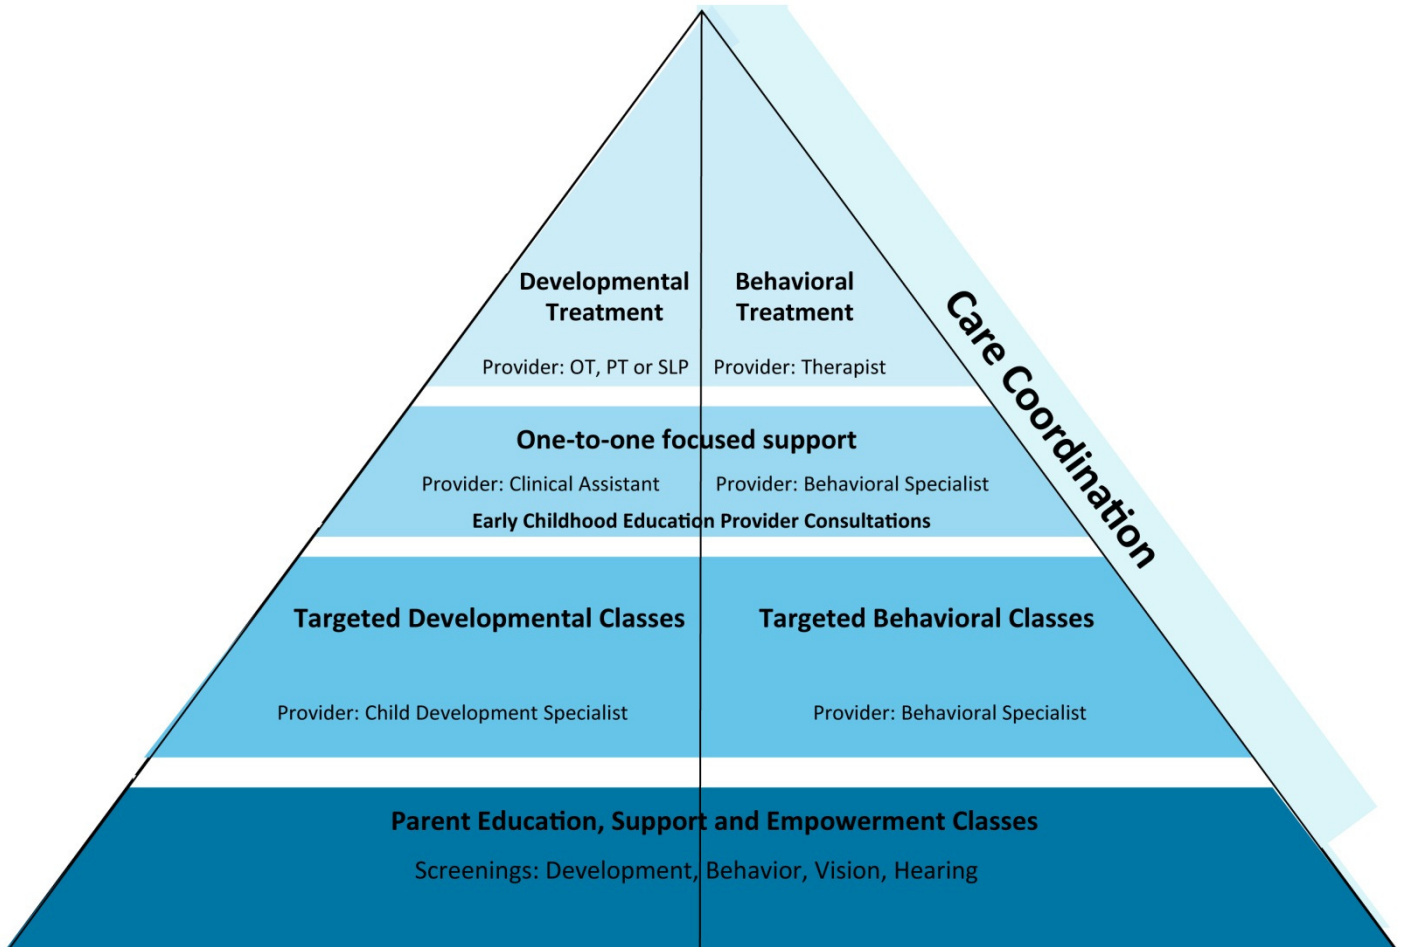 Developmental
Treatment
Provider: OT, PT or SLP
Behavioral
Treatment
Provider: Therapist
Care Coordination
One-to-one focused support
Provider: Clinical Assistant
Provider: Behavioral Specialist
Early Childhood Education Provider Consultations
Targeted Developmental Classes
Provider: Child Development Specialist
Targeted Behavioral Classes
Provider: Behavioral Specialist
Parent Education, Support and Empowerment Classes
Screenings: Development, Behavior, Vision, Hearing